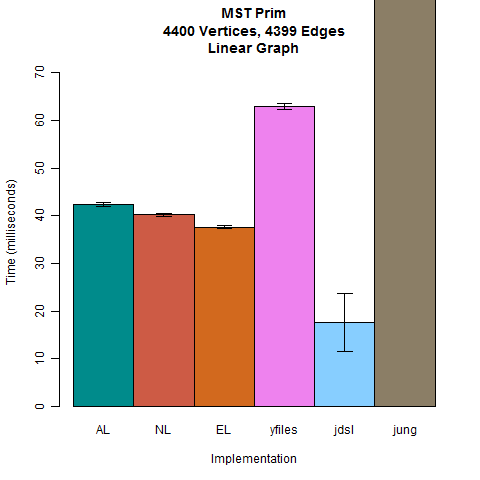 MST Prim
4400 Vertices, 4399 Edges
Linear Graph
Time (milliseconds)
70
60
50
40
30
20
10
0
AL NL EL yfiles jdsl jung
Implementation